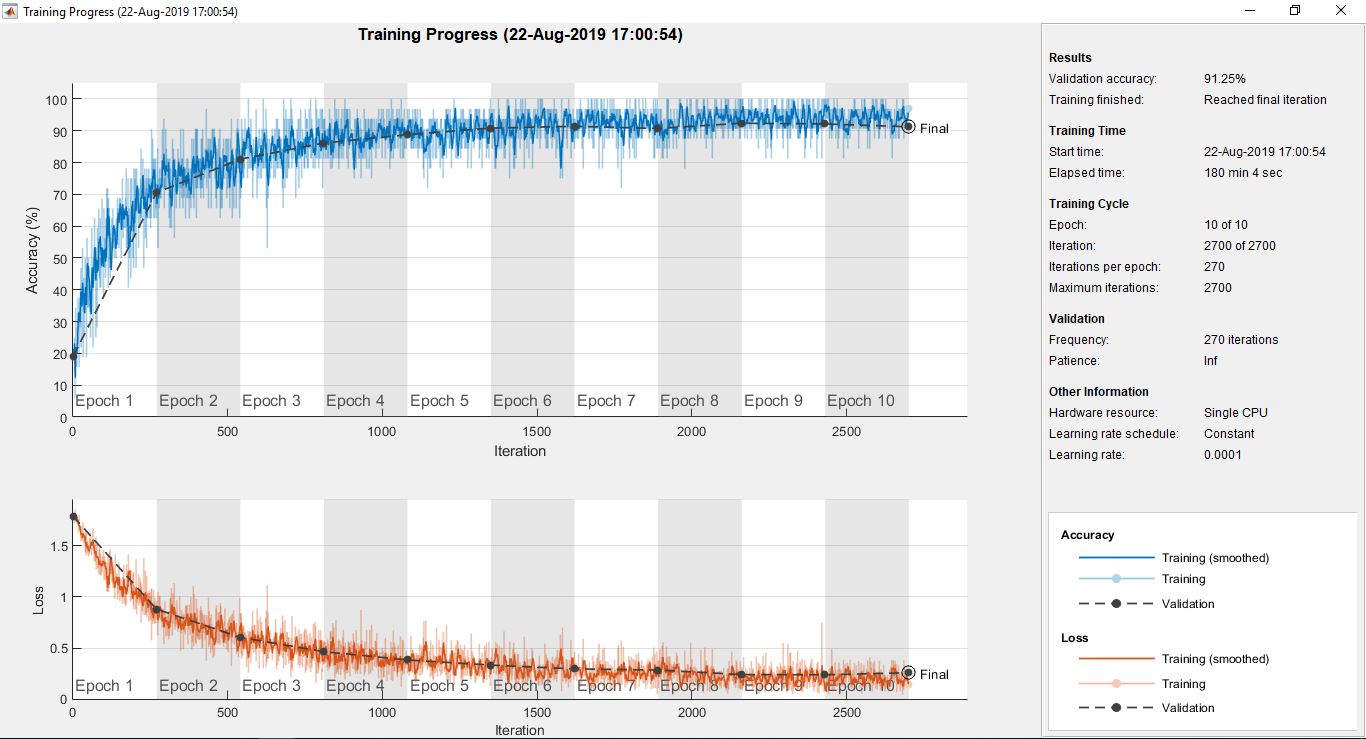 Training Progress (22-Aug-2019 17:00:54)
Training Progress (22-Aug-2019 17:00:54)
Accuracy (%)
100
90
80
70
60
50
40
30
20
10
0
Final
Epoch 1 Epoch 2 Epoch 3 Epoch 4 Epoch 5 Epoch 6 Epoch 7 Epoch 8 Epoch 9 Epoch 10
0 500 1000 1500 2000 2500
Iteration
Loss
1.5
1
0.5
0
Final
Epoch 1 Epoch 2 Epoch 3 Epoch 4 Epoch 5 Epoch 6 Epoch 7 Epoch 8 Epoch 9 Epoch 10
0 500 1000 1500 2000 2500
Iteration
Results
Validation accuracy: 91.25%
Training finished: Reached final iteration
Training Time
Start time: 22-Aug-2019 17:00:54
Elapsed time: 180 min 4 sec
Training Cycle
Epoch: 10 of 10
Iteration: 2700 of 2700
Iterations per epoch: 270
Maximum iterations: 2700
Validation
Frequency: 270 iterations
Patience: Inf
Other Information
Hardware resource: Single CPU
Learning rate schedule: Constant
Learning rate: 0.0001
Accuracy
Training (smoothed)
Training
Validation
Loss
Training (smoothed)
Training
Validation